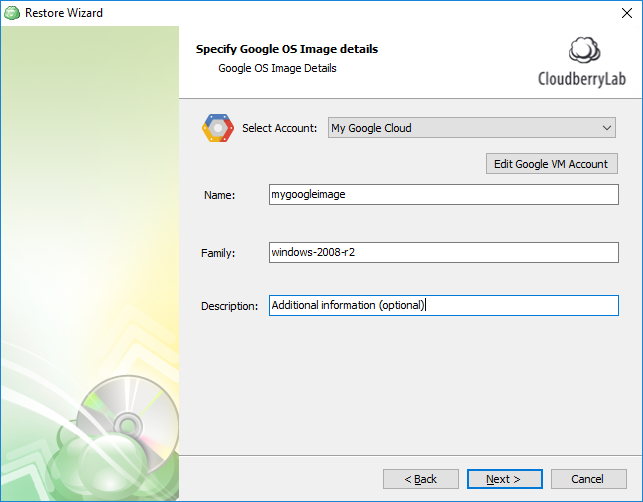 Restore Wizard
Specify Google OS Image details
Google OS Image Details
CloudberryLab
Select Account: My Google Cloud
Edit Google VM Account
Name: mygoogleimage
Family: windows-2008-r2
Description: Additional information (optional)
< Back Next > Cancel